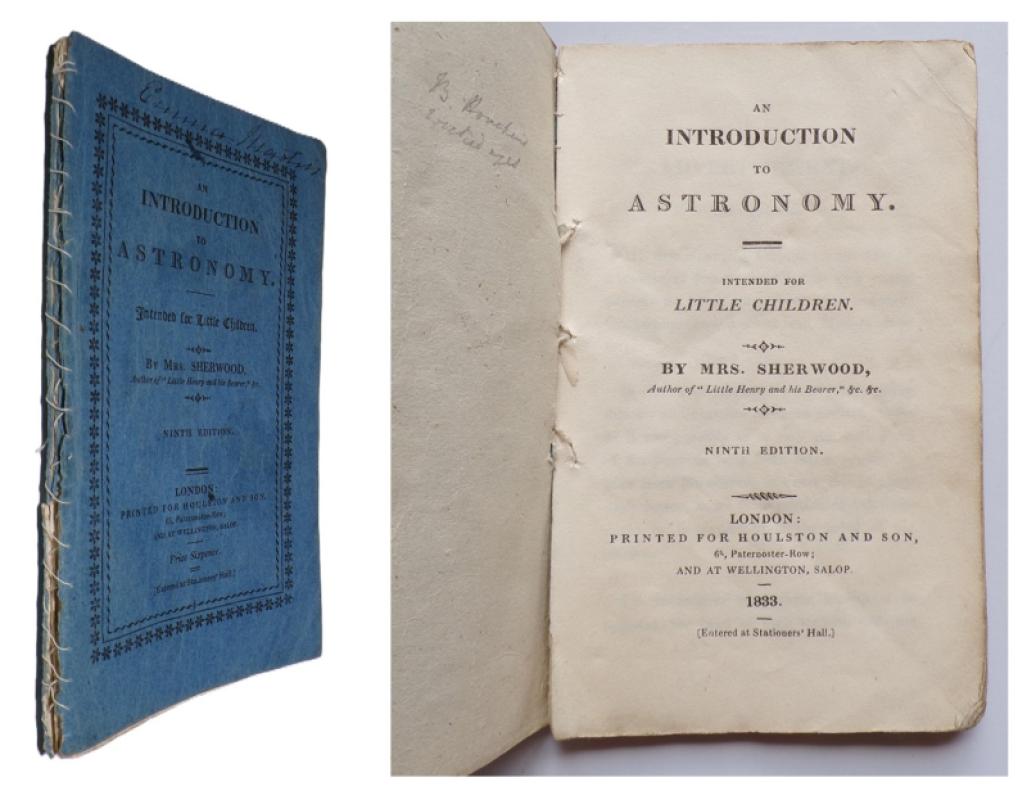 Emma
AN
INTRODUCTION
TO
ASTRONOMY.
Intended for Little Children.
BY MRS. SHERWOOD,
Author of "Little Henry and his Bearer," &c.
NINTH EDITION.
LONDON:
PRINTED FOR HOULSTON AND SON,
65, Paternoster-Row;
AND AT WELLINGTON, SALOP.
Price Sixpence.
[Entered at Stationers' Hall.]
B.
AN
INTRODUCTION
TO
ASTRONOMY.
INTENDED FOR
LITTLE CHILDREN.
BY MRS. SHERWOOD,
Author of "Little Henry and his Bearer," &c. &c.
NINTH EDITION.
LONDON:
PRINTED FOR HOULSTON AND SON,
Paternoster-Row;
AND AT WELLINGTON, SALOP.
1833.
[Entered at Stationers' Hall.]